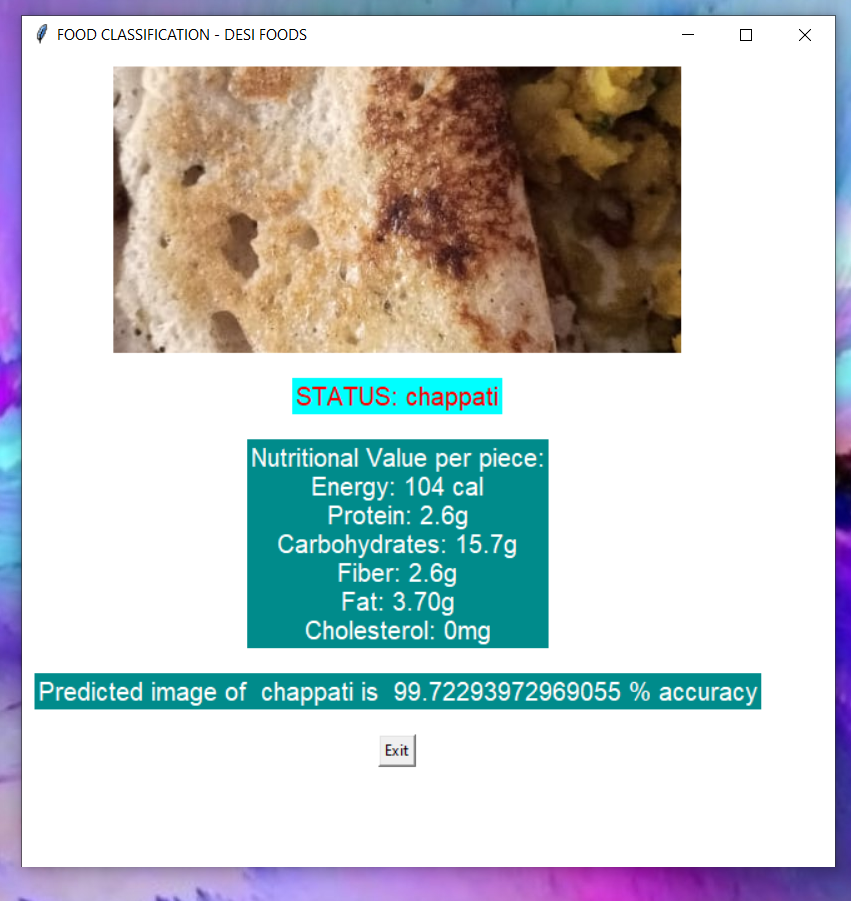 FOOD CLASSIFICATION - DESI FOODS
STATUS: chappati
Nutritional Value per piece:
Energy: 104 cal
Protein: 2.6g
Carbohydrates: 15.7g
Fiber: 2.6g
Fat: 3.70g
Cholesterol: 0mg
Predicted image of  chappati is  99.72293972969055 % accuracy
Exit